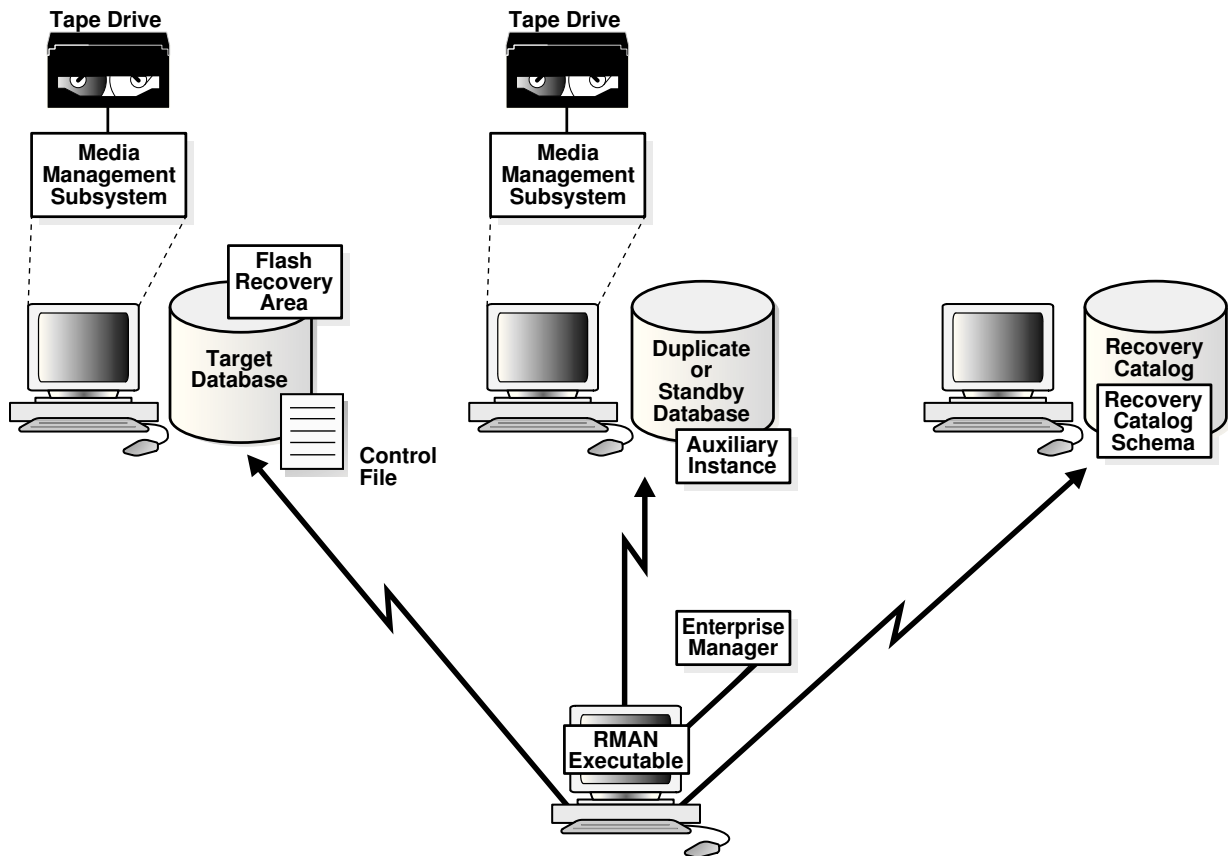 Tape Drive
Tape Drive
Media
Management
Subsystem
Media
Management
Subsystem
Flash
Recovery
Area
Target
Database
Duplicate
or
Standby
Database
Recovery
Catalog
Recovery
Catalog
Schema
Auxiliary
Instance
Control
File
Enterprise
Manager
RMAN
Executable